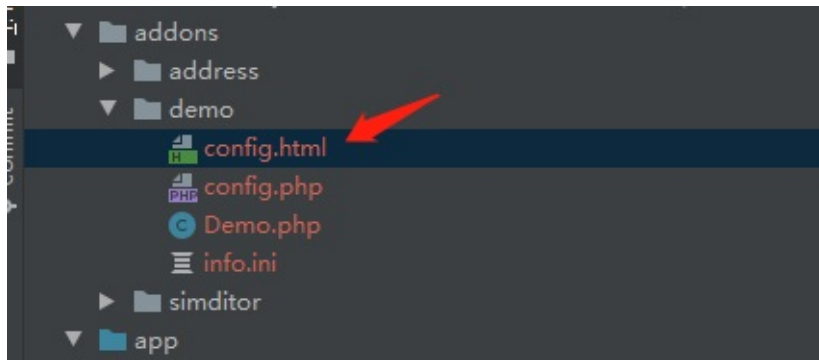 addons
address
demo
config.html
config.php
Demo.php
info.ini
simditor
app